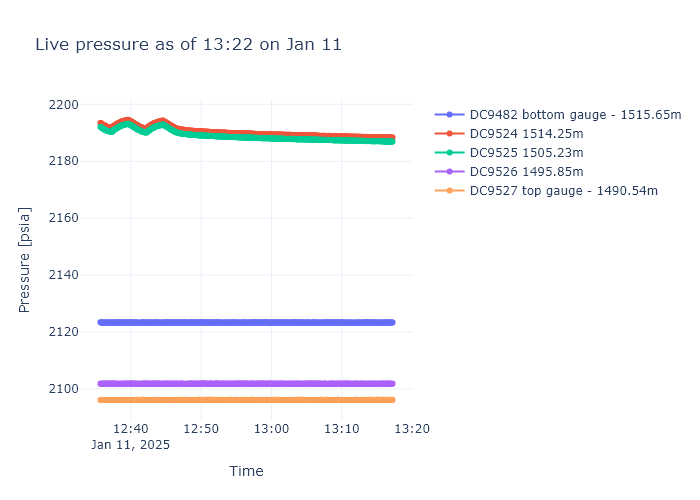 Live pressure as of 13:22 on Jan 11
2200
2180
2160
2140
2120
2100
Pressure [psia]
12:40
12:50
13:00
13:10
13:20
Jan 11, 2025
Time
DC9482 bottom gauge - 1515.65m
DC9524 1514.25m
DC9525 1505.23m
DC9526 1495.85m
DC9527 top gauge - 1490.54m